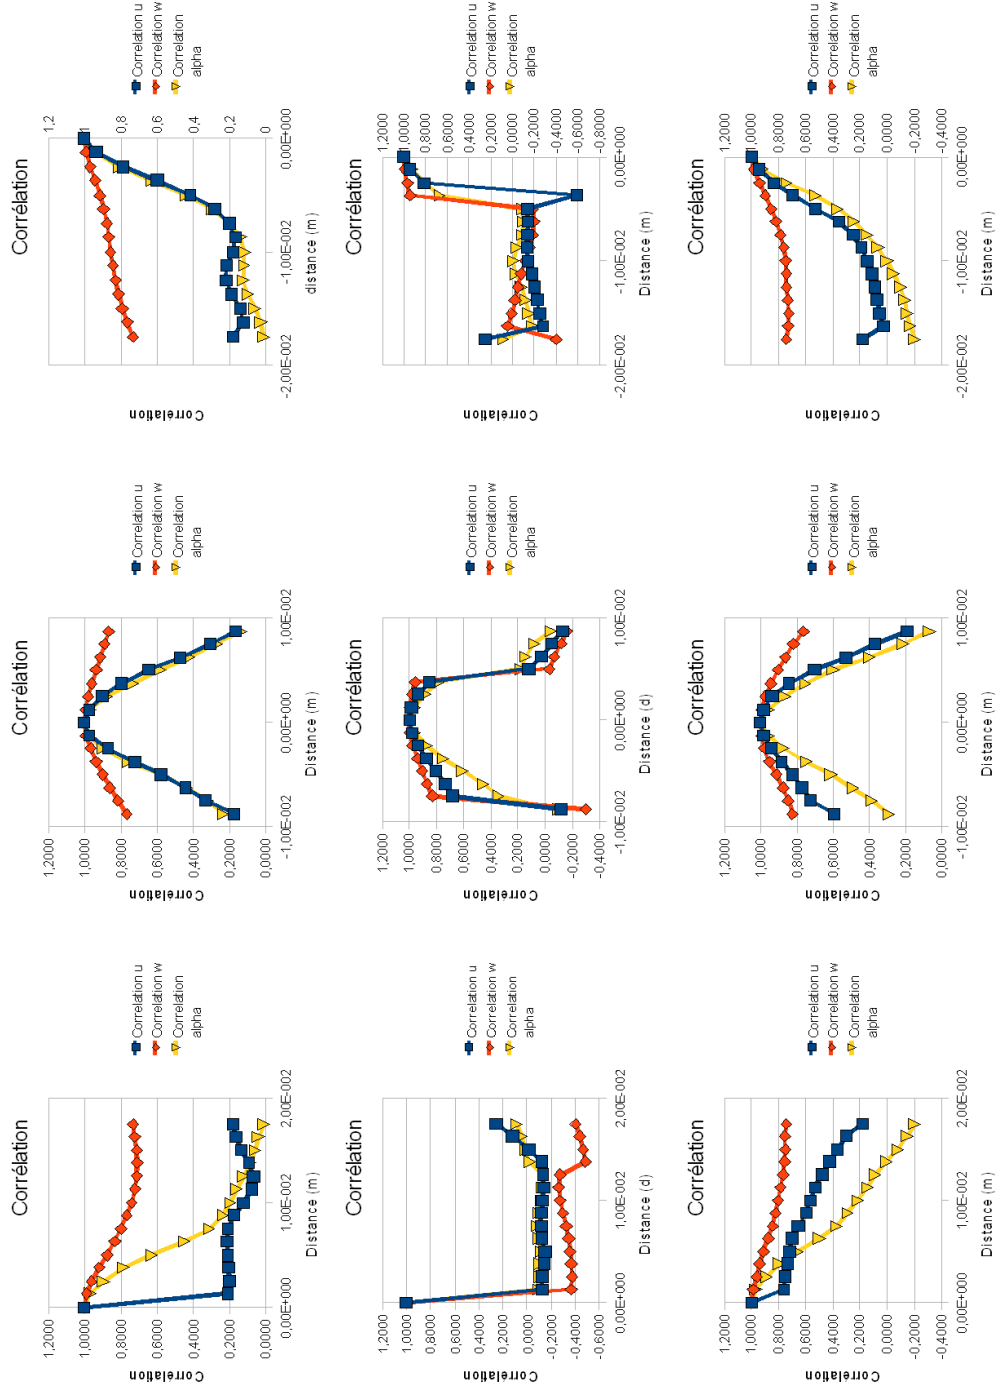 Corrélation
1,2000
1,0000
0,8000
0,6000
0,4000
0,2000
0,0000
0,00E+000
1,00E-002
2,00E-002
Distance (m)
Corrélation
Correlation u
Correlation w
Correlation
alpha
Corrélation
1,2000
1,0000
0,8000
0,6000
0,4000
0,2000
0,0000
-1,00E-002
0,00E+000
1,00E-002
Distance (m)
Corrélation
Correlation u
Correlation w
Correlation
alpha
Corrélation
1,2
1
0,8
0,6
0,4
0,2
0
-2,00E-002
-1,00E-002
0,00E+000
distance (m)
Corrélation
Correlation u
Correlation w
Correlation
alpha
Corrélation
1,2000
1,0000
0,8000
0,6000
0,4000
0,2000
0,0000
-0,2000
-0,4000
-0,6000
0,00E+000
1,00E-002
2,00E-002
Distance (d)
Corrélation
Correlation u
Correlation w
Correlation
alpha
Corrélation
1,2000
1,0000
0,8000
0,6000
0,4000
0,2000
0,0000
-0,2000
-0,4000
-1,00E-002
0,00E+000
1,00E-002
Distance (d)
Corrélation
Correlation u
Correlation w
Correlation
alpha
Corrélation
1,2000
1,0000
0,8000
0,6000
0,4000
0,2000
0,0000
-0,2000
-0,4000
-0,6000
-0,8000
-2,00E-002
-1,00E-002
0,00E+000
Distance (m)
Corrélation
Correlation u
Correlation w
Correlation
alpha
Corrélation
1,2000
1,0000
0,8000
0,6000
0,4000
0,2000
0,0000
-0,2000
-0,4000
0,00E+000
1,00E-002
2,00E-002
Distance (m)
Corrélation
Correlation u
Correlation w
Correlation
alpha
Corrélation
1,2000
1,0000
0,8000
0,6000
0,4000
0,2000
0,0000
-1,00E-002
0,00E+000
1,00E-002
Distance (m)
Corrélation
Correlation u
Correlation w
Correlation
alpha
Corrélation
1,2000
1,0000
0,8000
0,6000
0,4000
0,2000
0,0000
-0,2000
-0,4000
-2,00E-002
-1,00E-002
0,00E+000
Distance (m)
Corrélation
Correlation u
Correlation w
Correlation
alpha